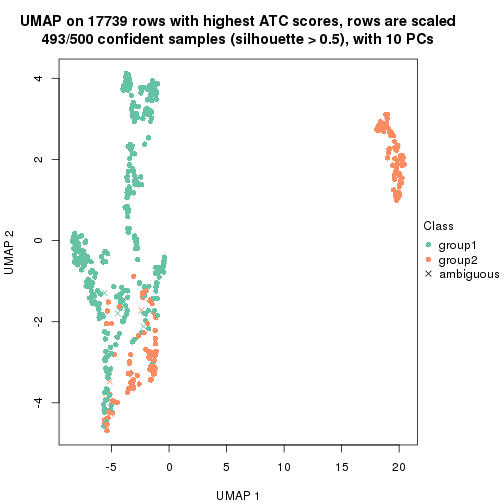 UMAP on 17739 rows with highest ATC scores, rows are scaled
493/500 confident samples (silhouette > 0.5), with 10 PCs
4
2
0
-2
-4
UMAP 2
-5
0
5
10
15
20
UMAP 1
Class
group1
group2
ambiguous